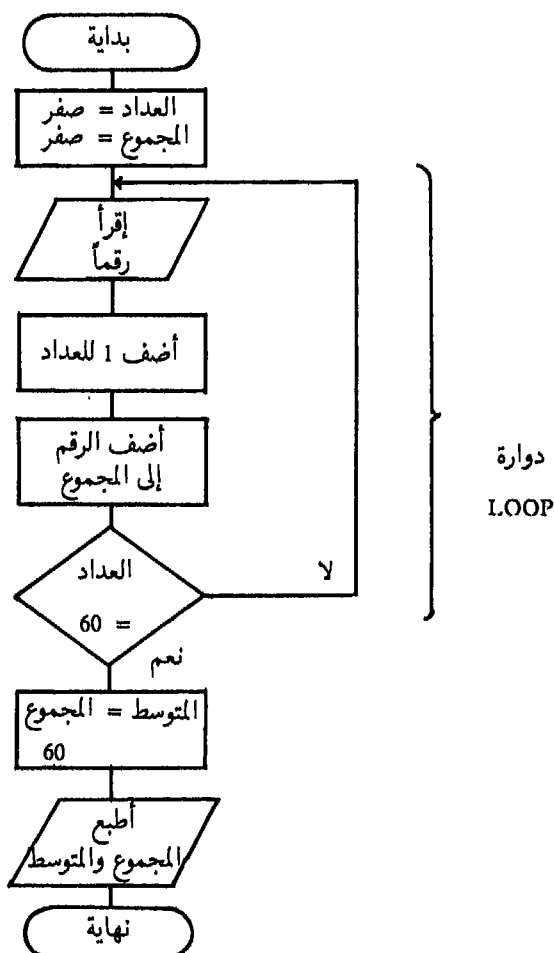 بداية
العداد = صفر
المجموع = صفر
إقرأ
رقماً
أضف 1 للعداد
أضف الرقم
إلى المجموع
العداد
= 60
لا
نعم
المتوسط = المجموع
60
أطبع
المجموع والمتوسط
نهاية
دوارة
LOOP